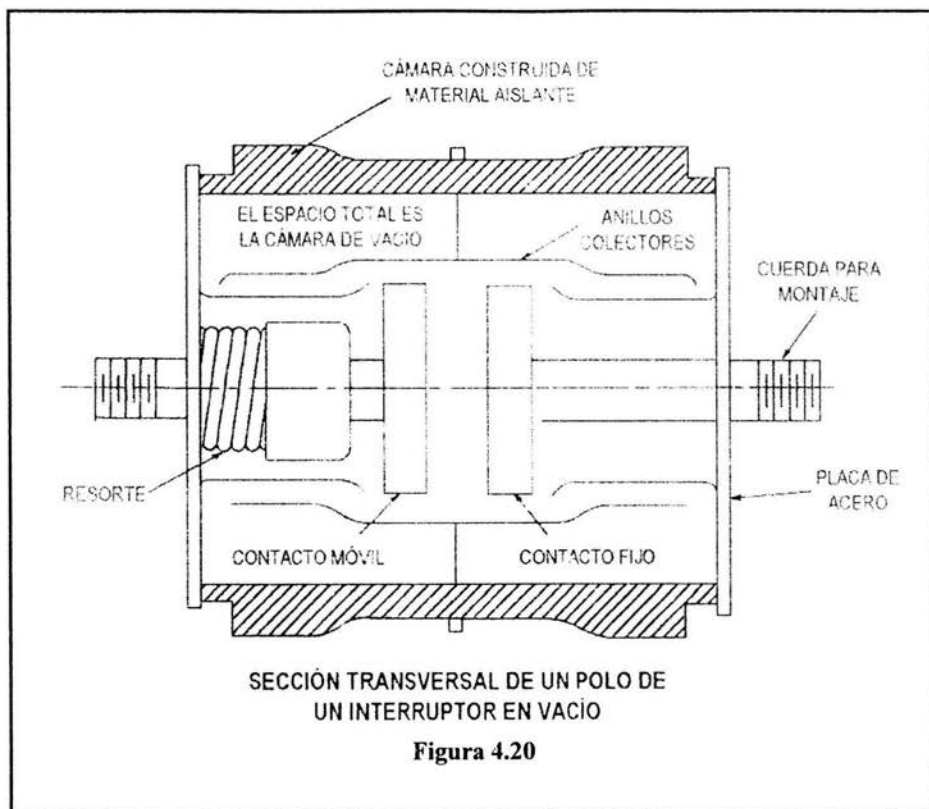 CÁMARA CONSTRUIDA DE
MATERIAL AISLANTE
EL ESPACIO TOTAL ES
LA CÁMARA DE VACIO
ANILLOS
COLECTORES
CUERDA PARA
MONTAJE
RESORTE
PLACA DE
ACERO
CONTACTO MÓVIL
CONTACTO FIJO
SECCIÓN TRANSVERSAL DE UN POLO DE
UN INTERRUPTOR EN VACÍO
Figura 4.20